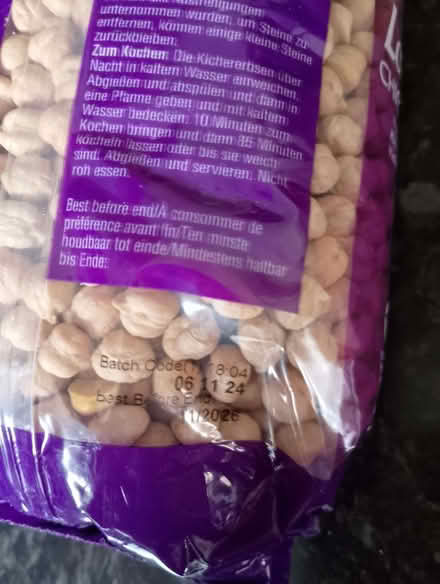 unternommen wurden, um Steine zu
entfernen, können einige kleine Steine
zurückbleiben.
Zum Kochen: Die Kichererbsen über
Nacht in kaltem Wasser einweichen.
Abgießen und abspülen und dann in
eine Pfanne geben und mit kaltem
Wasser bedecken. 10 Minuten zum
Kochen bringen und dann 85 Minuten
köcheln lassen oder bis sie weich
sind. Abgießen und servieren. Nicht
roh essen.
Best before end/À consommer de
préférence avant fin/Ten minste
houdbaar tot einde/Mindestens haltbar
bis Ende:
Batch Code 18:04
06 11 24
Best Before End
11/2026